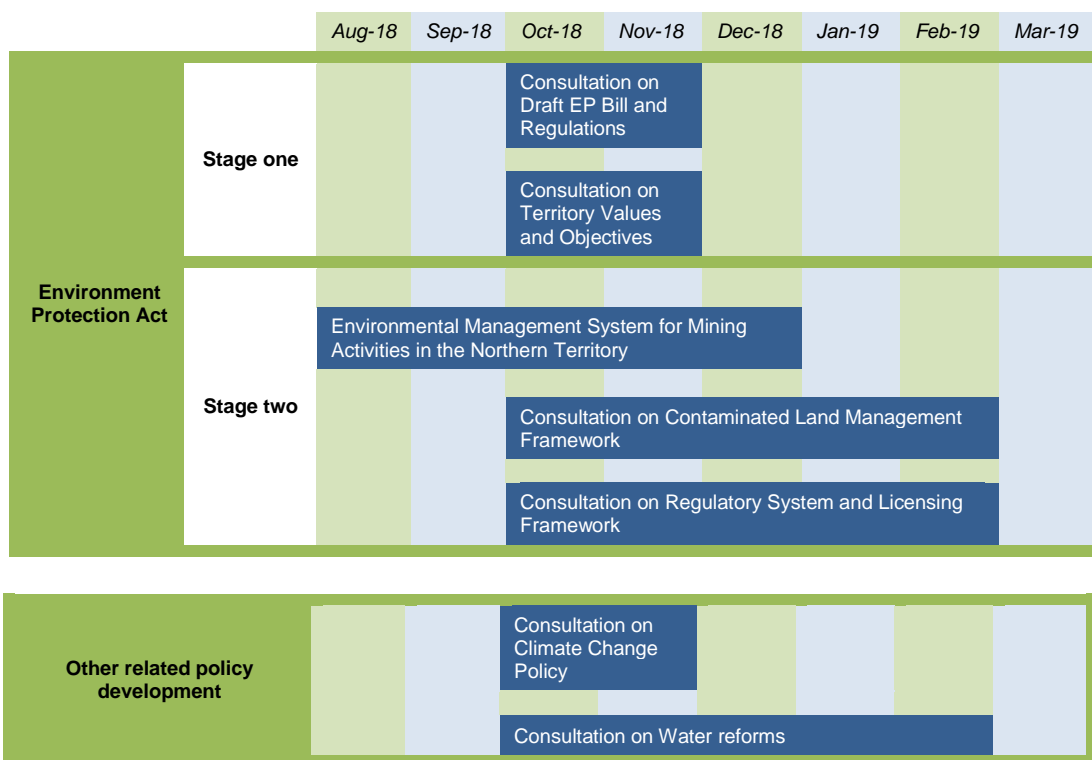 Aug-18 Sep-18 Oct-18 Nov-18 Dec-18 Jan-19 Feb-19 Mar-19
Environment
Protection Act
Stage one
Consultation on
Draft EP Bill and
Regulations
Consultation on
Territory Values
and Objectives
Stage two
Environmental Management System for Mining
Activities in the Northern Territory
Consultation on Contaminated Land Management
Framework
Consultation on Regulatory System and Licensing
Framework
Other related policy
development
Consultation on
Climate Change
Policy
Consultation on Water reforms